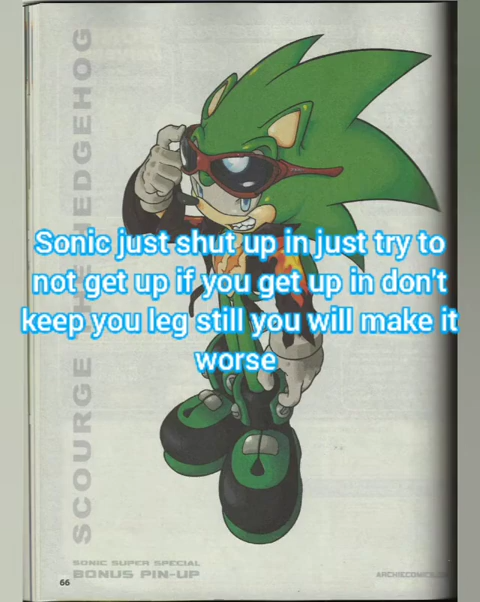 SCOURGE THE HEDGEHOG
Sonic just shut up in just try to
not get up if you get up in don't
keep you leg still you will make it
worse
SONIC SUPER SPECIAL
66 BONUS PIN-UP